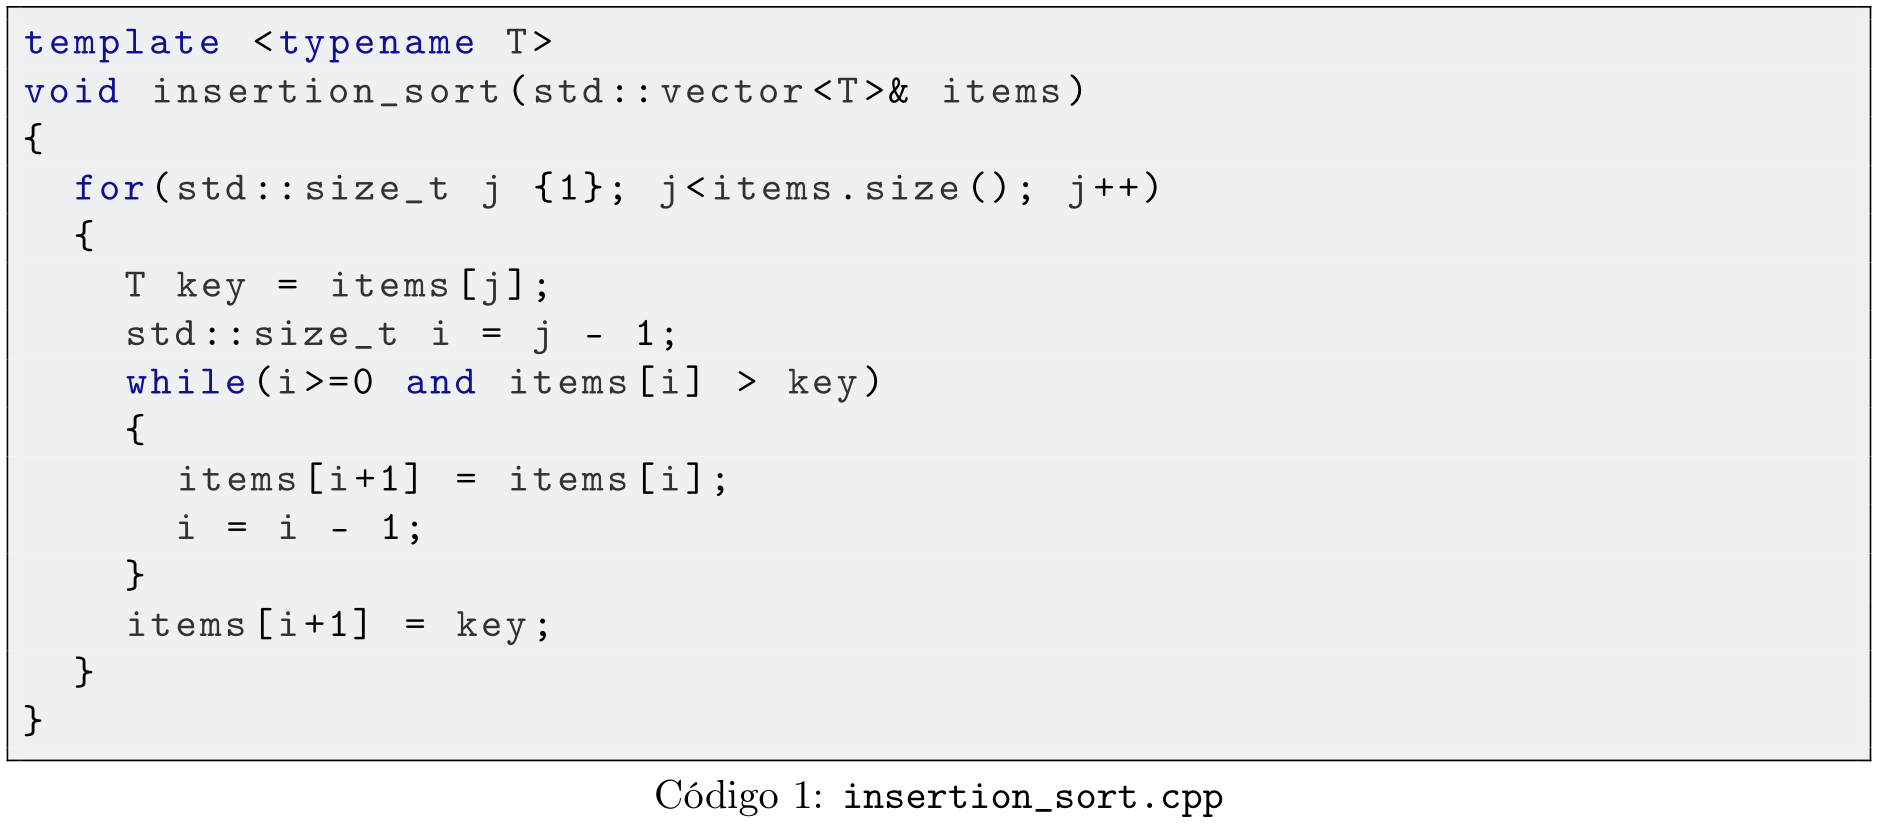 template <typename T>
void insertion_sort(std::vector<T>& items)
{
  for(std::size_t j {1}; j<items.size(); j++)
  {
    T key = items[j];
    std::size_t i = j - 1;
    while(i>=0 and items[i] > key)
    {
      items[i+1] = items[i];
      i = i - 1;
    }
    items[i+1] = key;
  }
}
Código 1: insertion_sort.cpp